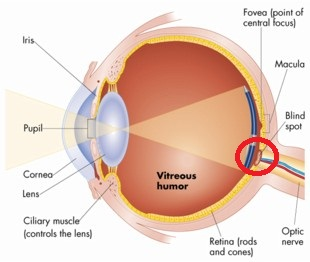 Fovea (point of
central focus)
Iris
Macula
Blind
spot
Pupil
Cornea
Lens
Vitreous
humor
Ciliary muscle
(controls the lens)
Optic
nerve
Retina (rods
and cones)